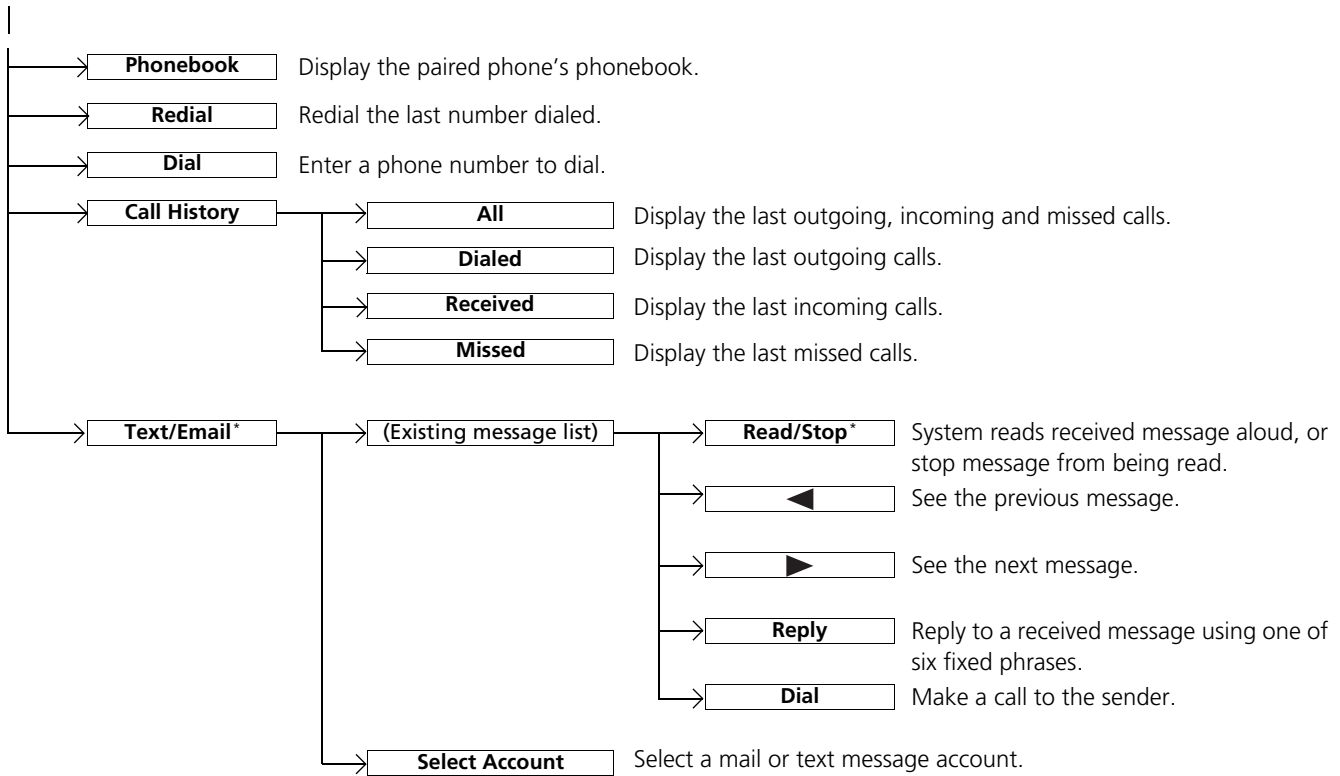 Phonebook Display the paired phone’s phonebook.
Redial Redial the last number dialed.
Dial Enter a phone number to dial.
Call History All Display the last outgoing, incoming and missed calls.
Dialed Display the last outgoing calls.
Received Display the last incoming calls.
Missed Display the last missed calls.
Text/Email* (Existing message list) Read/Stop* System reads received message aloud, or
stop message from being read.
◀ See the previous message.
▶ See the next message.
Reply Reply to a received message using one of
six fixed phrases.
Dial Make a call to the sender.
Select Account Select a mail or text message account.